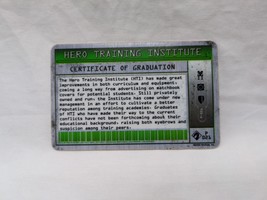 HERO TRAINING INSTITUTE
CERTIFICATE OF GRADUATION
The Hero Training Institute (HTI) has made great
improvements in both curriculum and equipment-
coming a long way from advertising on matchbook
covers for potential students. Still privately
owned and run, the Institute has come under new
management in an effort to cultivate a better
reputation among training academies. Graduates
of HTI who have made their way to the current
conflicts have not been forthcoming about their
educational background, raising both eyebrows and
suspicion among their peers.